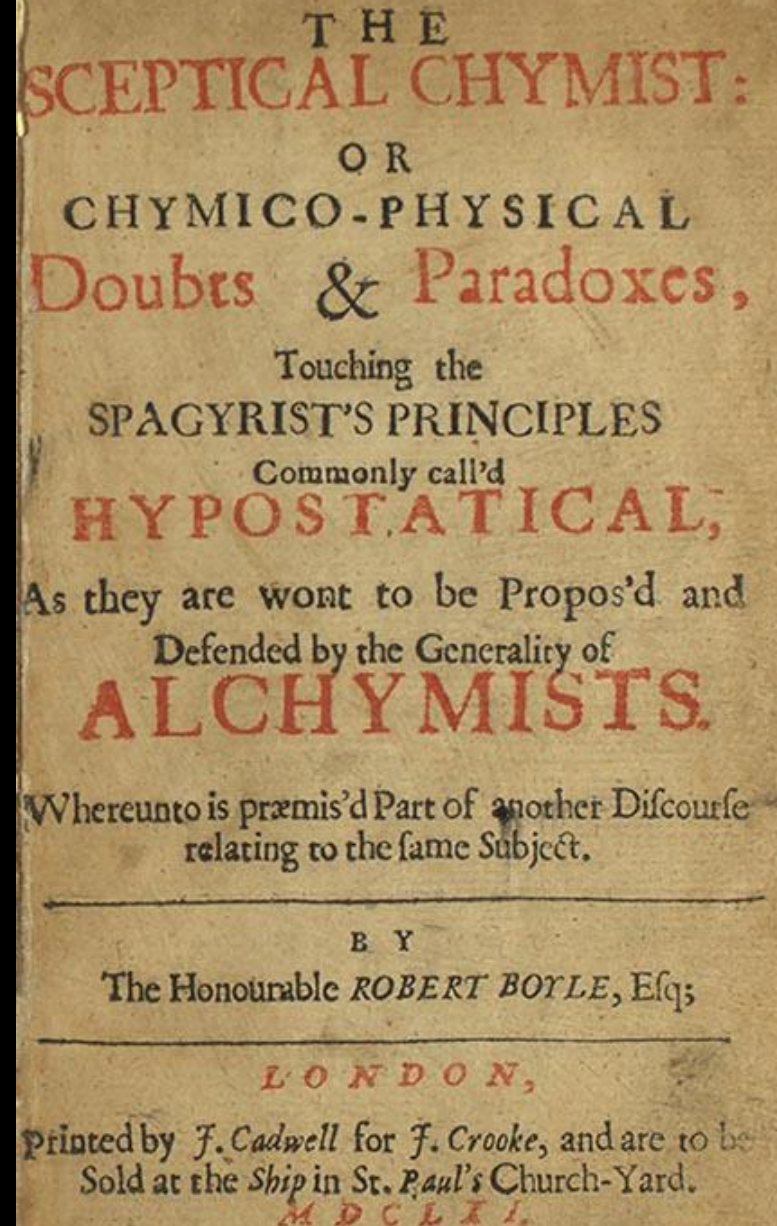 THE
SCEPTICAL CHYMIST:
OR
CHYMICO-PHYSICAL
Doubts & Paradoxes,
Touching the
SPAGYRIST'S PRINCIPLES
Commonly call'd
HYPOSTATICAL,
As they are wont to be Propos'd and
Defended by the Generality of
ALCHYMISTS.
Whereunto is præmis'd Part of another Diſcourſe
relating to the ſame Subject.
BY
The Honourable ROBERT BOYLE, Eſq;
LONDON,
Printed by J. Cadwell for J. Crooke, and are to be
Sold at the Ship in St. Paul's Church-Yard.
MDCLXI.